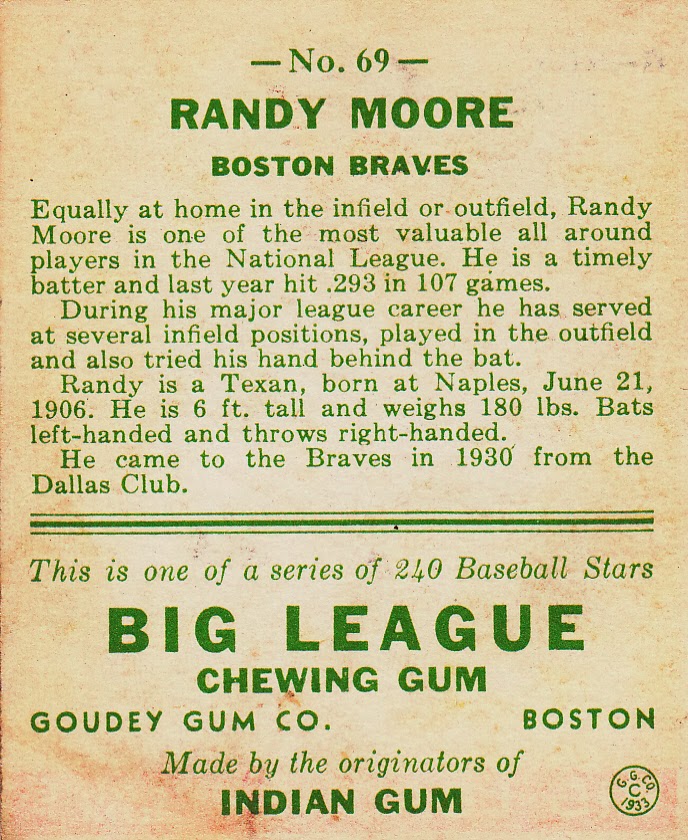 —No. 69—
RANDY MOORE
BOSTON BRAVES
Equally at home in the infield or outfield, Randy
Moore is one of the most valuable all around
players in the National League. He is a timely
batter and last year hit .293 in 107 games.
During his major league career he has served
at several infield positions, played in the outfield
and also tried his hand behind the bat.
Randy is a Texan, born at Naples, June 21,
1906. He is 6 ft. tall and weighs 180 lbs. Bats
left-handed and throws right-handed.
He came to the Braves in 1930 from the
Dallas Club.
This is one of a series of 240 Baseball Stars
BIG LEAGUE
CHEWING GUM
GOUDEY GUM CO. BOSTON
Made by the originators of
INDIAN GUM
G. G. CO.
C
1933